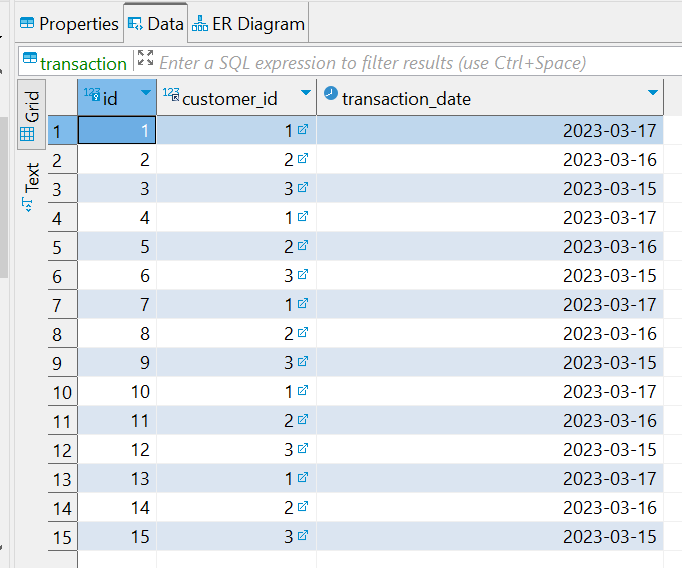 Properties Data ER Diagram
transaction Enter a SQL expression to filter results (use Ctrl+Space)
Grid
Text
123 id 123 customer_id transaction_date
1 1 1 2023-03-17
2 2 2 2023-03-16
3 3 3 2023-03-15
4 4 1 2023-03-17
5 5 2 2023-03-16
6 6 3 2023-03-15
7 7 1 2023-03-17
8 8 2 2023-03-16
9 9 3 2023-03-15
10 10 1 2023-03-17
11 11 2 2023-03-16
12 12 3 2023-03-15
13 13 1 2023-03-17
14 14 2 2023-03-16
15 15 3 2023-03-15